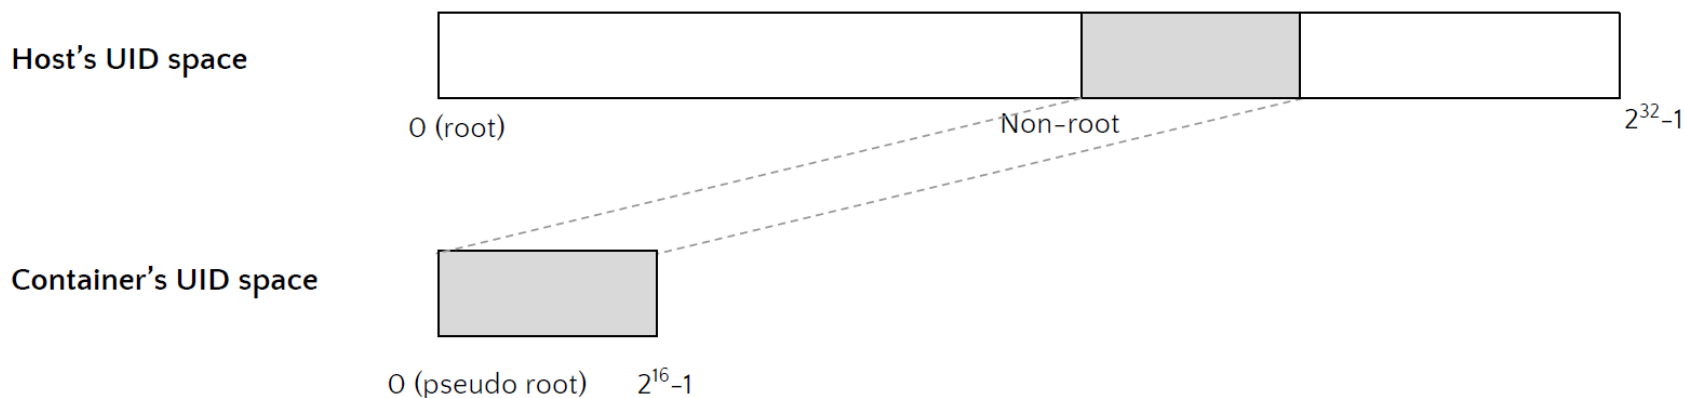 Host's UID space
0 (root)
Non-root
2³²-1
Container's UID space
0 (pseudo root)
2¹⁶-1